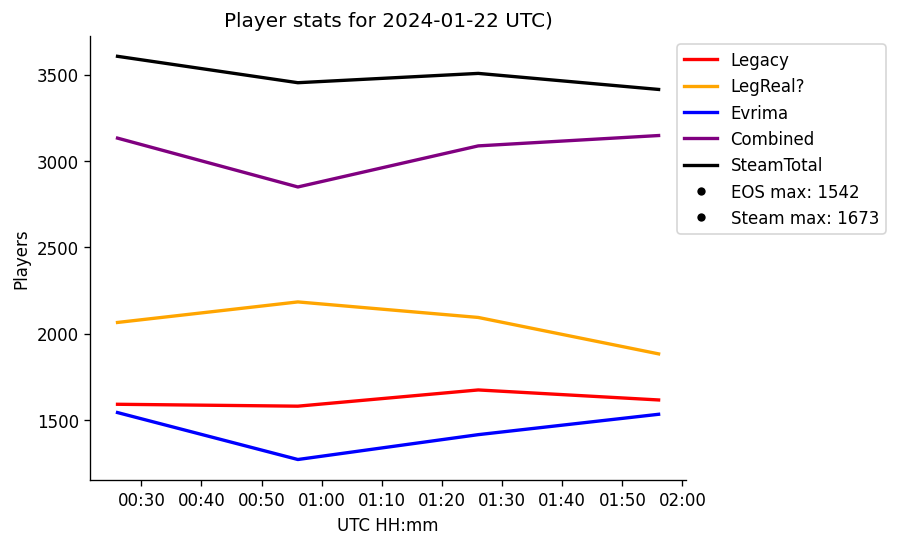 Player stats for 2024-01-22 UTC)
Legacy
LegReal?
Evrima
Combined
SteamTotal
EOS max: 1542
Steam max: 1673
Players
3500
3000
2500
2000
1500
00:30 00:40 00:50 01:00 01:10 01:20 01:30 01:40 01:50 02:00
UTC HH:mm